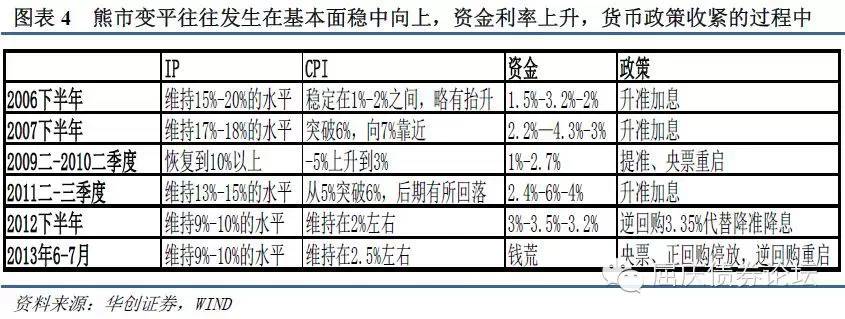 图表 4 熊市变平往往发生在基本面稳中向上，资金利率上升，货币政策收紧的过程中
IP CPI 资金 政策
2006下半年 维持15%-20%的水平 稳定在1%-2%之间，略有抬升 1.5%-3.2%-2% 升准加息
2007下半年 维持17%-18%的水平 突破6%，向7%靠近 2.2%—4.3%-3% 升准加息
2009二-2010二季度 恢复到10%以上 -5%上升到3% 1%-2.7% 提准、央票重启
2011二-三季度 维持13%-15%的水平 从5%突破6%，后期有所回落 2.4%-6%-4% 升准加息
2012下半年 维持9%-10%的水平 维持在2%左右 3%-3.5%-3.2% 逆回购3.35%代替降准降息
2013年6-7月 维持9%-10%的水平 维持在2.5%左右 钱荒 央票、正回购停放，逆回购重启
屈庆债券论坛
资料来源：华创证券，WIND